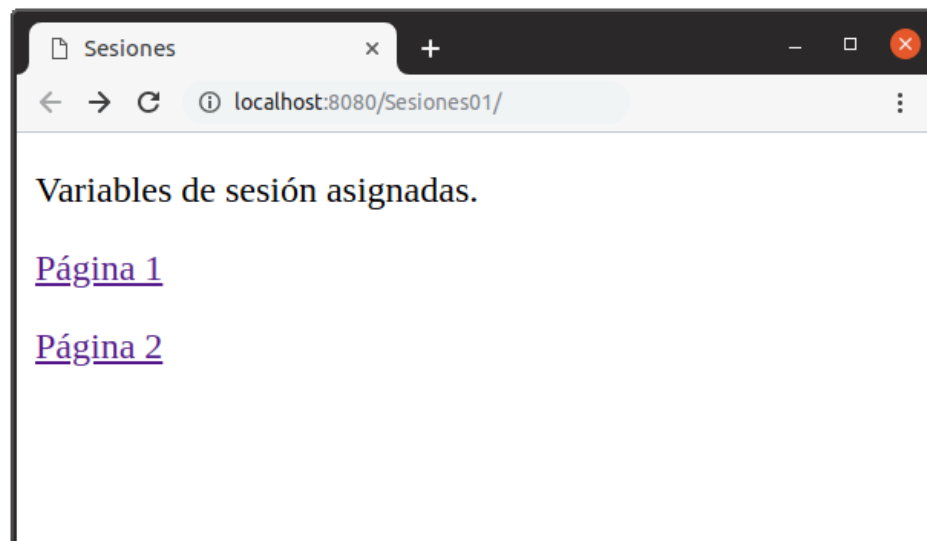 Sesiones
localhost:8080/Sesiones01/
Variables de sesión asignadas.
Página 1
Página 2